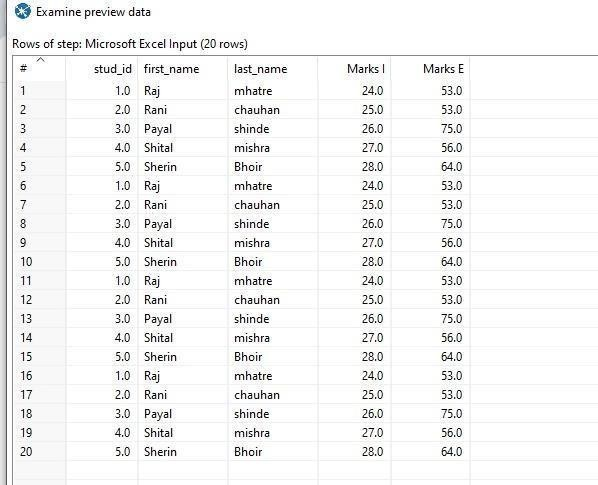 Examine preview data
Rows of step: Microsoft Excel Input (20 rows)
# stud_id first_name last_name Marks I Marks E
1 1.0 Raj mhatre 24.0 53.0
2 2.0 Rani chauhan 25.0 53.0
3 3.0 Payal shinde 26.0 75.0
4 4.0 Shital mishra 27.0 56.0
5 5.0 Sherin Bhoir 28.0 64.0
6 1.0 Raj mhatre 24.0 53.0
7 2.0 Rani chauhan 25.0 53.0
8 3.0 Payal shinde 26.0 75.0
9 4.0 Shital mishra 27.0 56.0
10 5.0 Sherin Bhoir 28.0 64.0
11 1.0 Raj mhatre 24.0 53.0
12 2.0 Rani chauhan 25.0 53.0
13 3.0 Payal shinde 26.0 75.0
14 4.0 Shital mishra 27.0 56.0
15 5.0 Sherin Bhoir 28.0 64.0
16 1.0 Raj mhatre 24.0 53.0
17 2.0 Rani chauhan 25.0 53.0
18 3.0 Payal shinde 26.0 75.0
19 4.0 Shital mishra 27.0 56.0
20 5.0 Sherin Bhoir 28.0 64.0